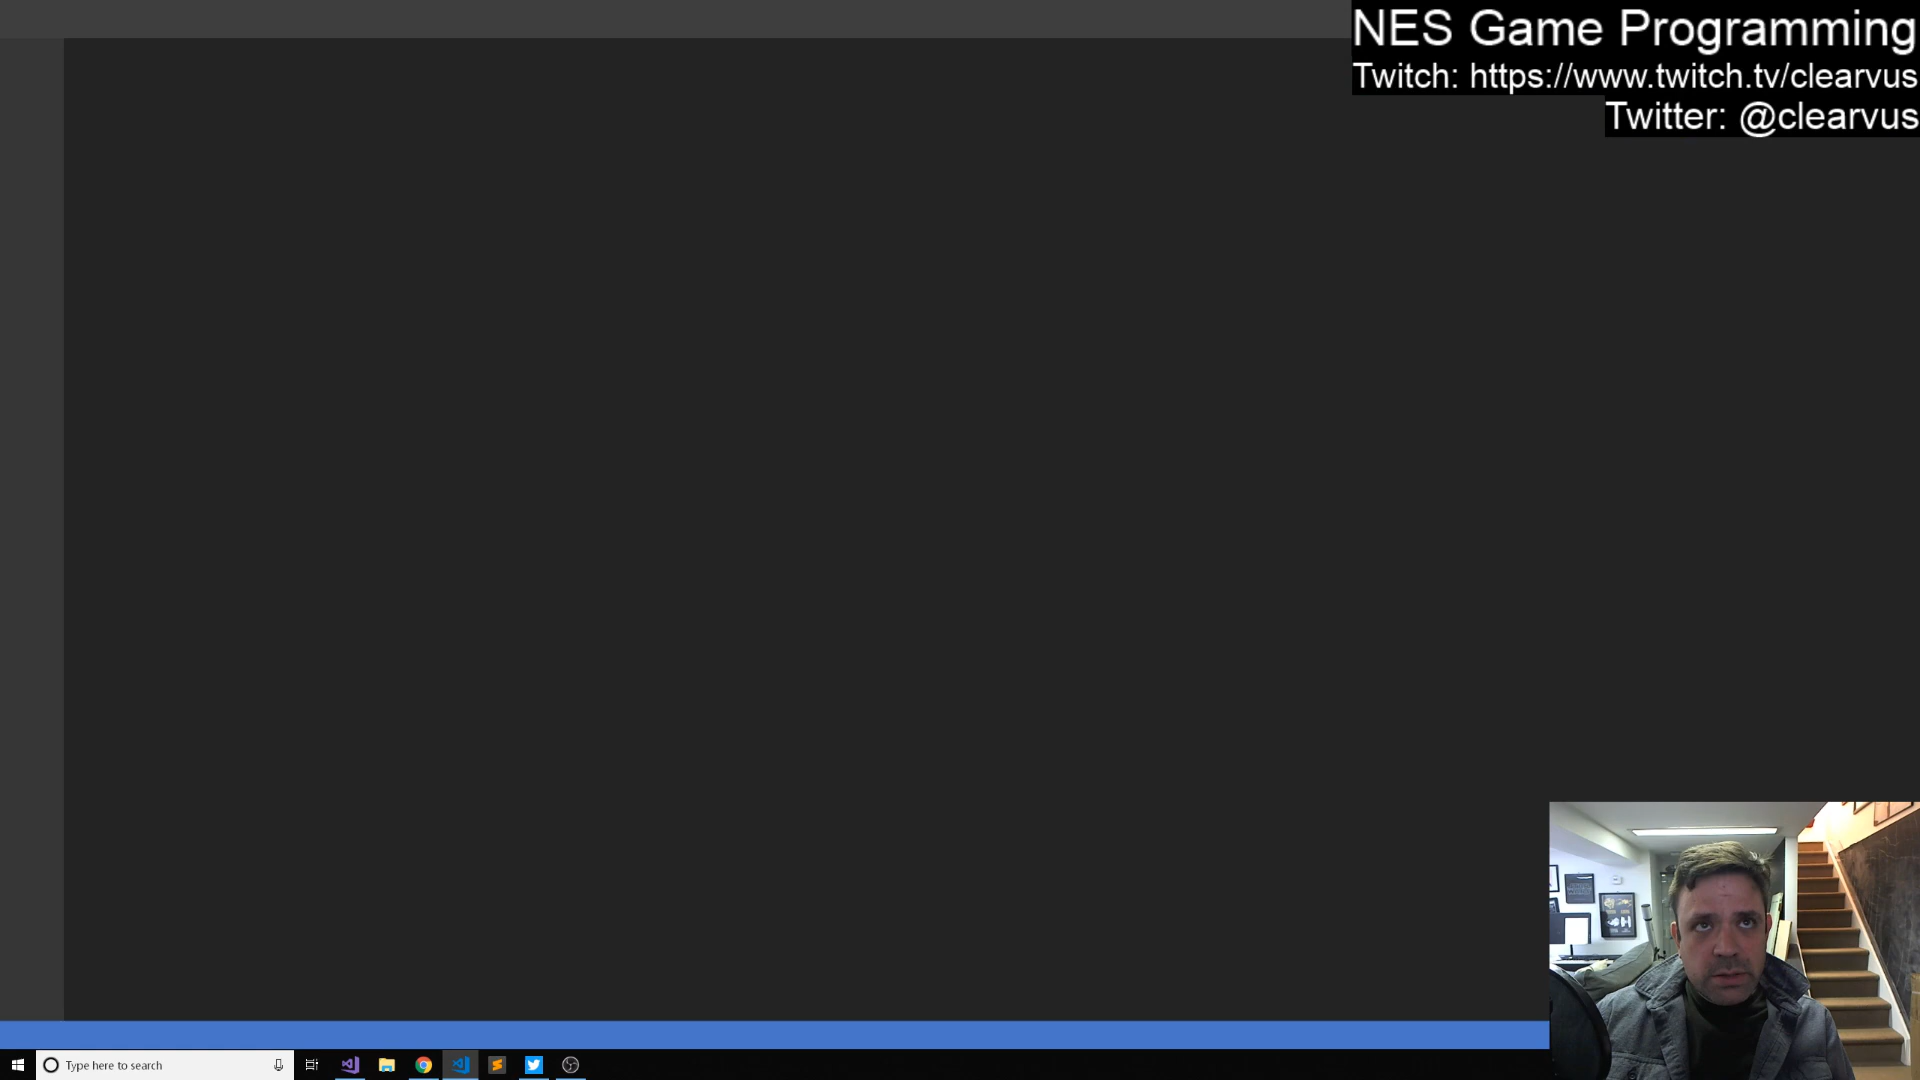 NES Game Programming
Twitch: https://www.twitch.tv/clearvus
Twitter: @clearvus
Type here to search